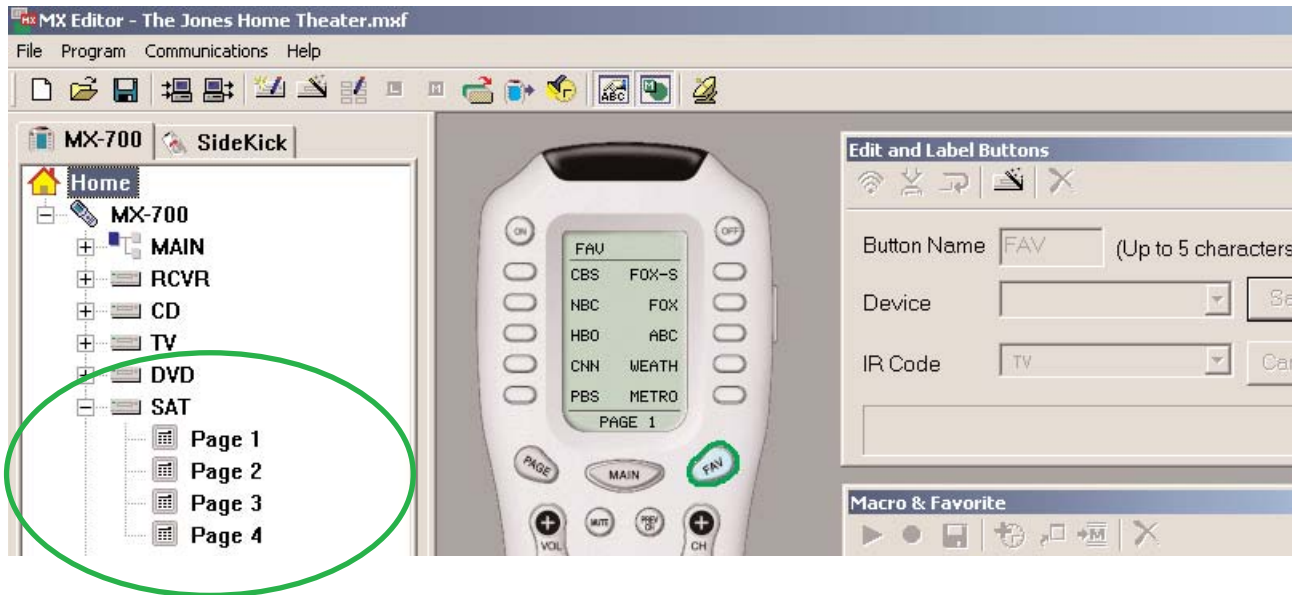 MX Editor - The Jones Home Theater.mxf
File Program Communications Help
L M ABC
MX-700 SideKick
Home
MX-700
MAIN
RCVR
CD
TV
DVD
SAT
Page 1
Page 2
Page 3
Page 4
ON OFF
FAV
CBS FOX-S
NBC FOX
HBO ABC
CNN WEATH
PBS METRO
PAGE 1
PAGE MAIN FAV
MUTE PREV CH
VOL CH
Edit and Label Buttons
Button Name FAV (Up to 5 characters
Device
IR Code TV
Macro & Favorite
M